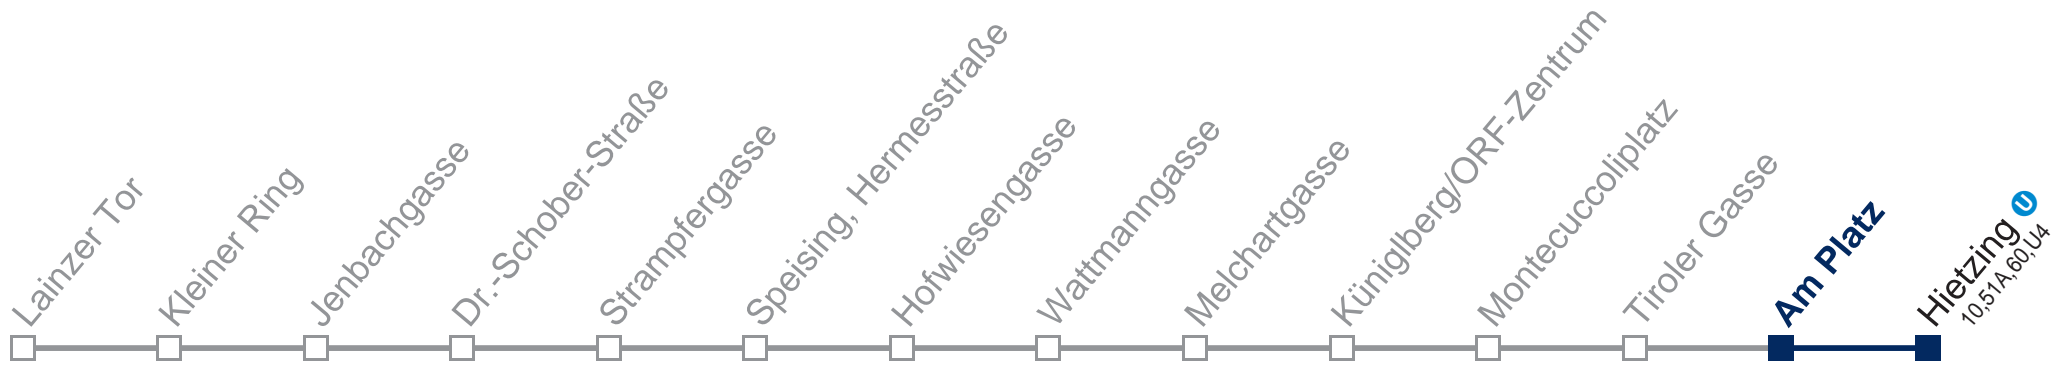 Lainzer Tor
Kleiner Ring
Jenbachgasse
Dr.-Schober-Straße
Strampfergasse
Speising, Hermesstraße
Hofwiesengasse
Wattmanngasse
Melchartgasse
Küniglberg/ORF-Zentrum
Montecuccoliplatz
Tiroler Gasse
Am Platz
Hietzing U
10,51A,60,U4